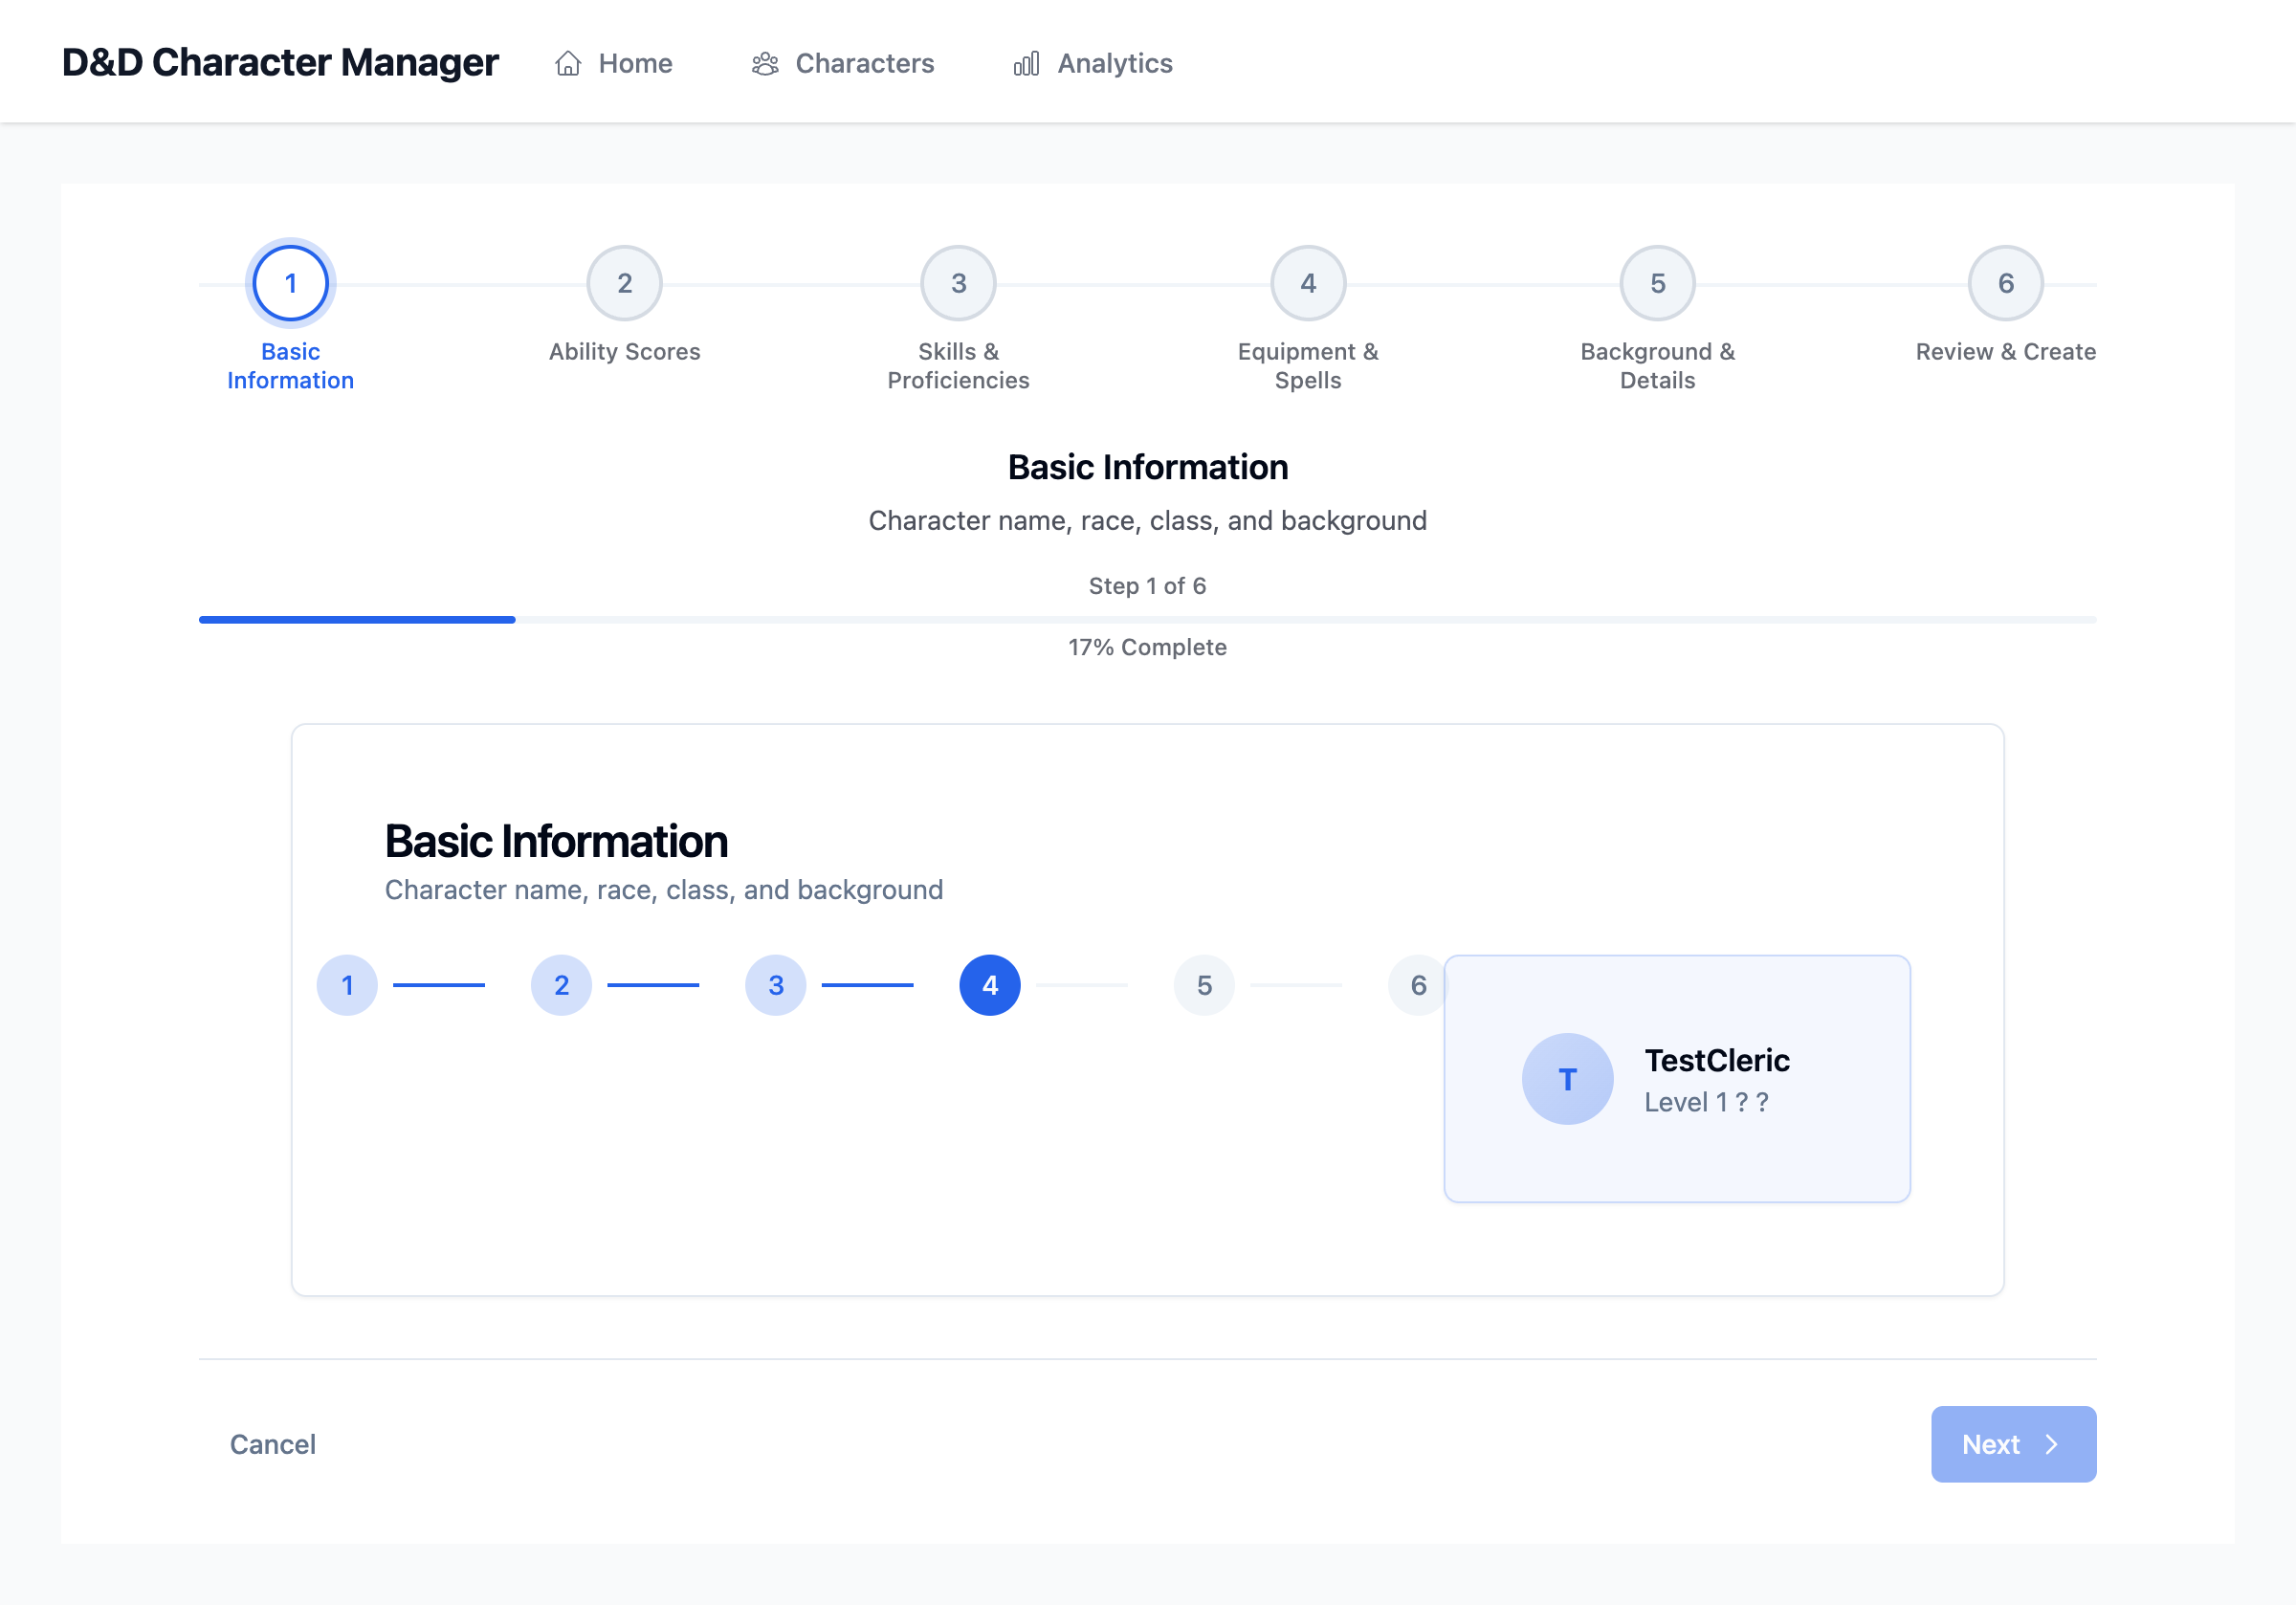 D&D Character Manager
Home
Characters
Analytics
1
2
3
4
5
6
Basic
Information
Ability Scores
Skills &
Proficiencies
Equipment &
Spells
Background &
Details
Review & Create
Basic Information
Character name, race, class, and background
Step 1 of 6
17% Complete
Basic Information
Character name, race, class, and background
1
2
3
4
5
6
T
TestCleric
Level 1 ? ?
Cancel
Next